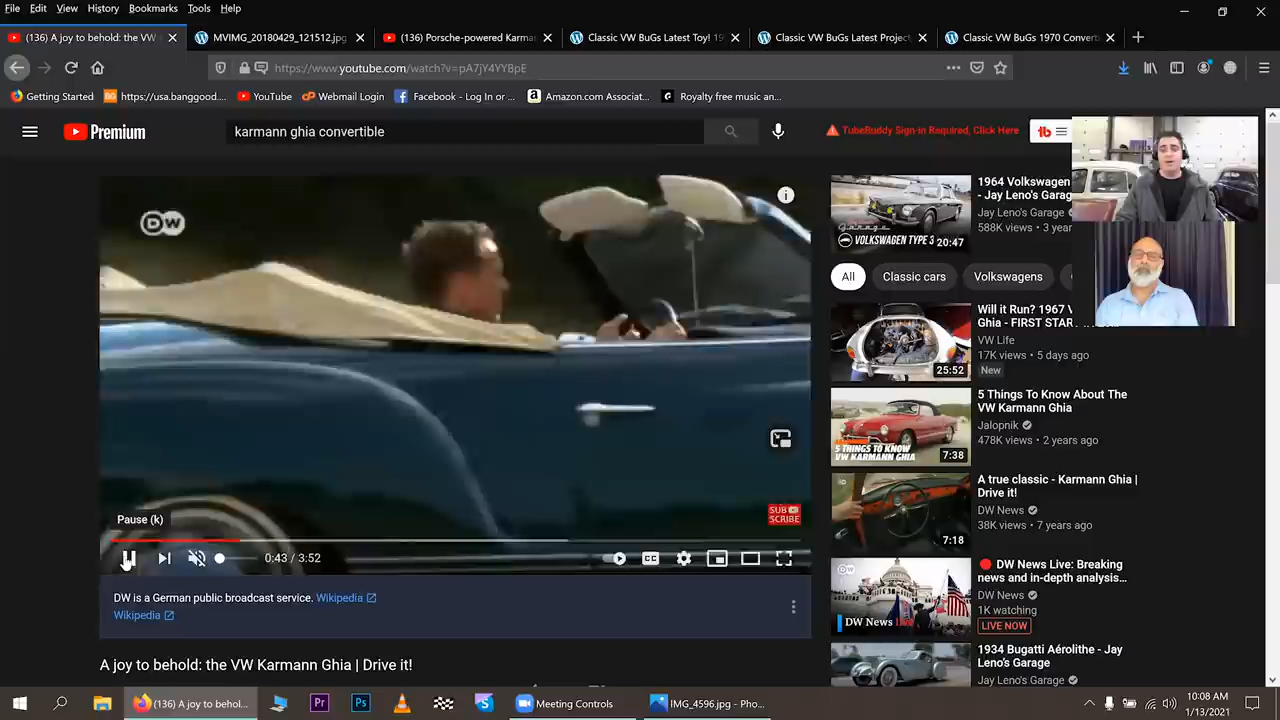 File Edit View History Bookmarks Tools Help
(136) A joy to behold: the VW
MVIMG_20180429_121512.jpg
(136) Porsche-powered Karma
Classic VW BuGs Latest Toy! 19
Classic VW BuGs Latest Project
Classic VW BuGs 1970 Convert
https://www.youtube.com/watch?v=pA7jY4YYBpE
Getting Started
https://usa.banggood....
YouTube
Webmail Login
Facebook - Log In or ...
Amazon.com Associat...
Royalty free music an...
Premium
karmann ghia convertible
TubeBuddy Sign-in Required, Click Here
tb
DW
SUB
SCRIBE
Pause (k)
0:43 / 3:52
CC
DW is a German public broadcast service. Wikipedia
Wikipedia
A joy to behold: the VW Karmann Ghia | Drive it!
1964 Volkswagen
- Jay Leno's Garage
Jay Leno's Garage
588K views • 3 year
garage
VOLKSWAGEN TYPE 3
20:47
All
Classic cars
Volkswagens
Will it Run? 1967 V
Ghia - FIRST STAR
VW Life
17K views • 5 days ago
New
25:52
5 Things To Know About The
VW Karmann Ghia
Jalopnik
478K views • 2 years ago
5 THINGS TO KNOW
VW KARMANN GHIA
7:38
A true classic - Karmann Ghia |
Drive it!
DW News
38K views • 7 years ago
7:18
DW News Live: Breaking
news and in-depth analysis...
DW News
1K watching
LIVE NOW
DW News
1934 Bugatti Aérolithe - Jay
Leno's Garage
Jay Leno's Garage
(136) A joy to behol...
Pr
Ps
Meeting Controls
IMG_4596.jpg - Pho...
10:08 AM
1/13/2021